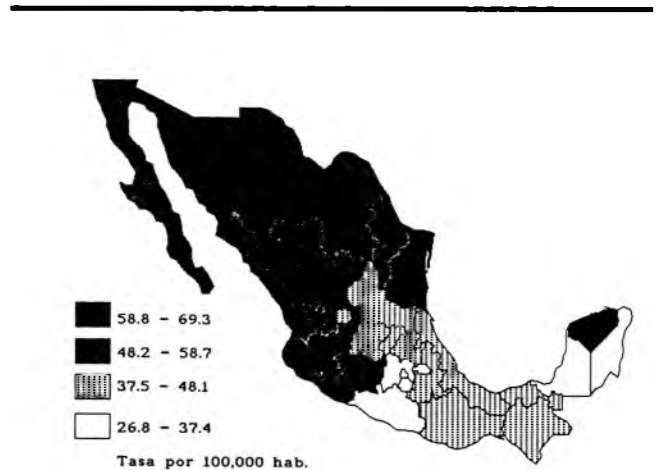 58.8 - 69.3
48.2 - 58.7
37.5 - 48.1
26.8 - 37.4
Tasa por 100,000 hab.